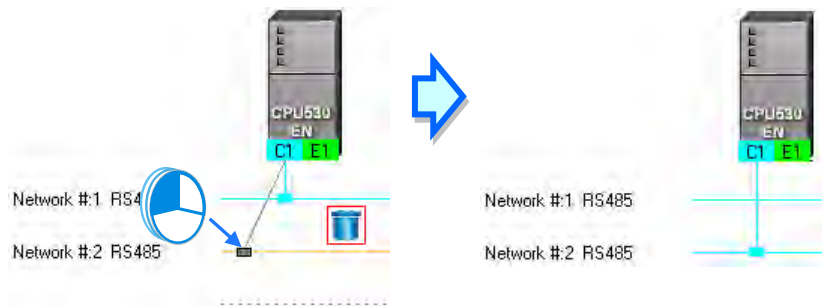 CPU530
EN
C1 E1
Network #:1 RS4
Network #:2 RS485
CPU530
EN
C1 E1
Network #:1 RS485
Network #:2 RS485